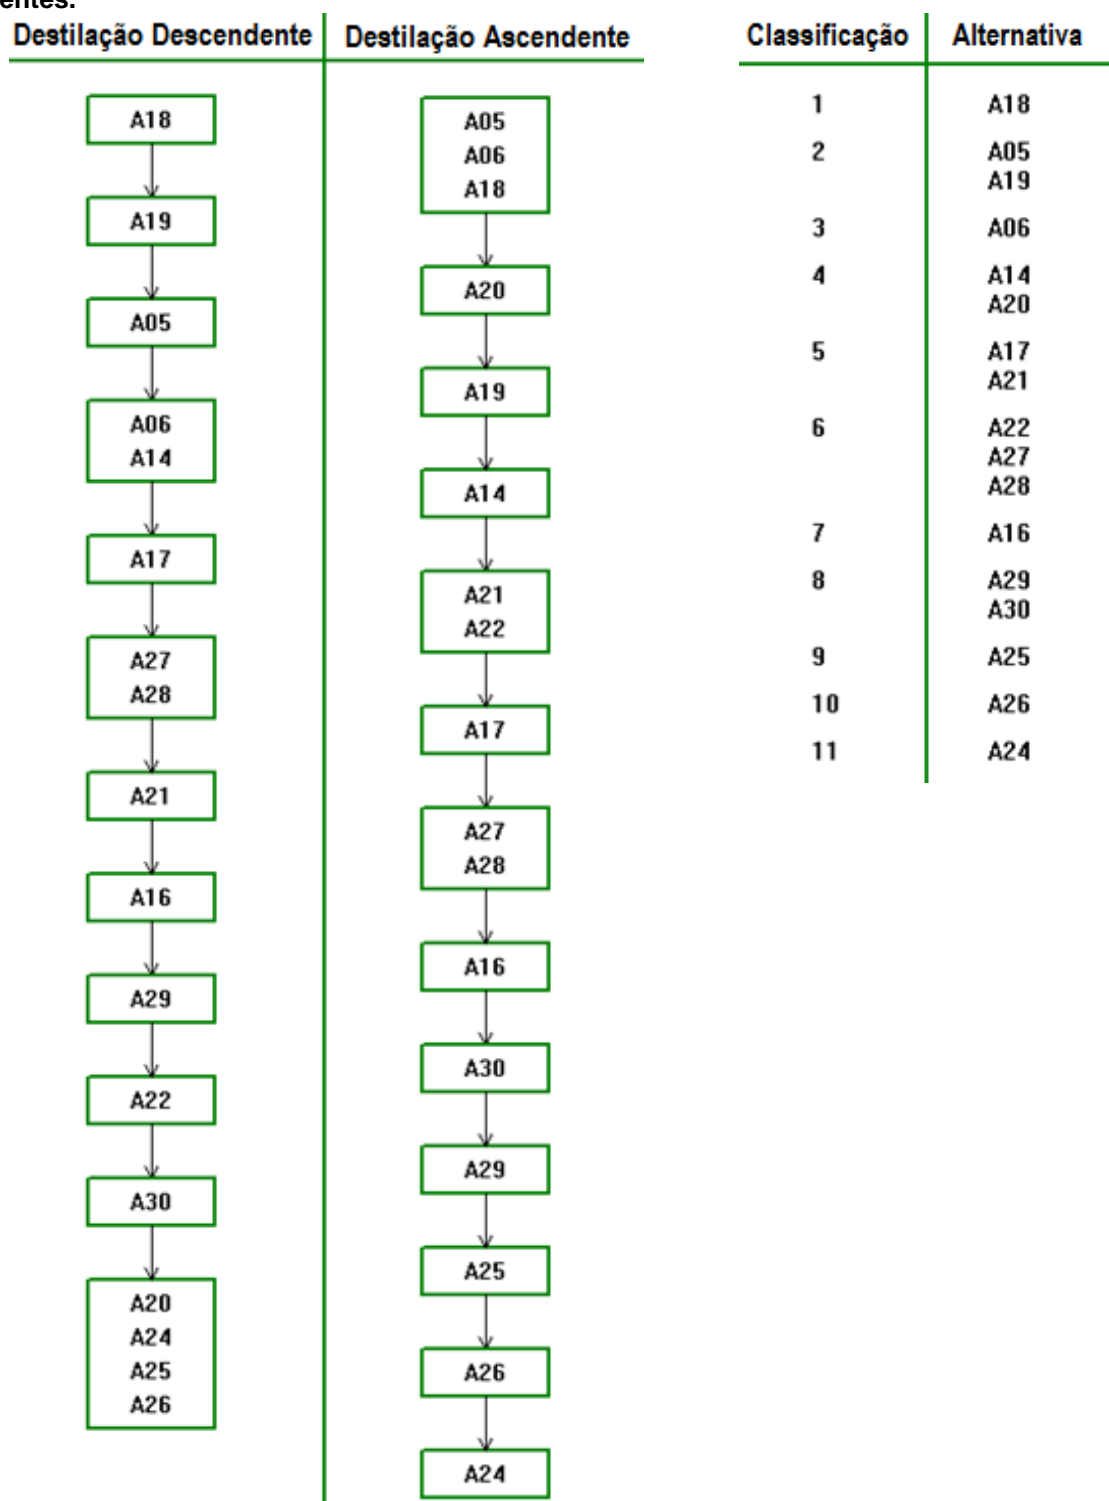 entes.
Destilação Descendente
A18
A19
A05
A06
A14
A17
A27
A28
A21
A16
A29
A22
A30
A20
A24
A25
A26
Destilação Ascendente
A05
A06
A18
A20
A19
A14
A21
A22
A17
A27
A28
A16
A30
A29
A25
A26
A24
Classificação Alternativa
1 A18
2 A05
A19
3 A06
4 A14
A20
5 A17
A21
6 A22
A27
A28
7 A16
8 A29
A30
9 A25
10 A26
11 A24